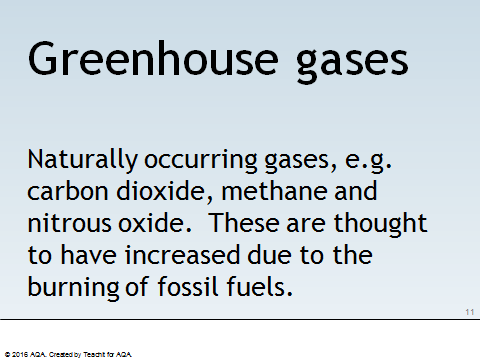 Greenhouse gases
Naturally occurring gases, e.g.
carbon dioxide, methane and
nitrous oxide.  These are thought
to have increased due to the
burning of fossil fuels.
11
© 2016 AQA. Created by Teachit for AQA.